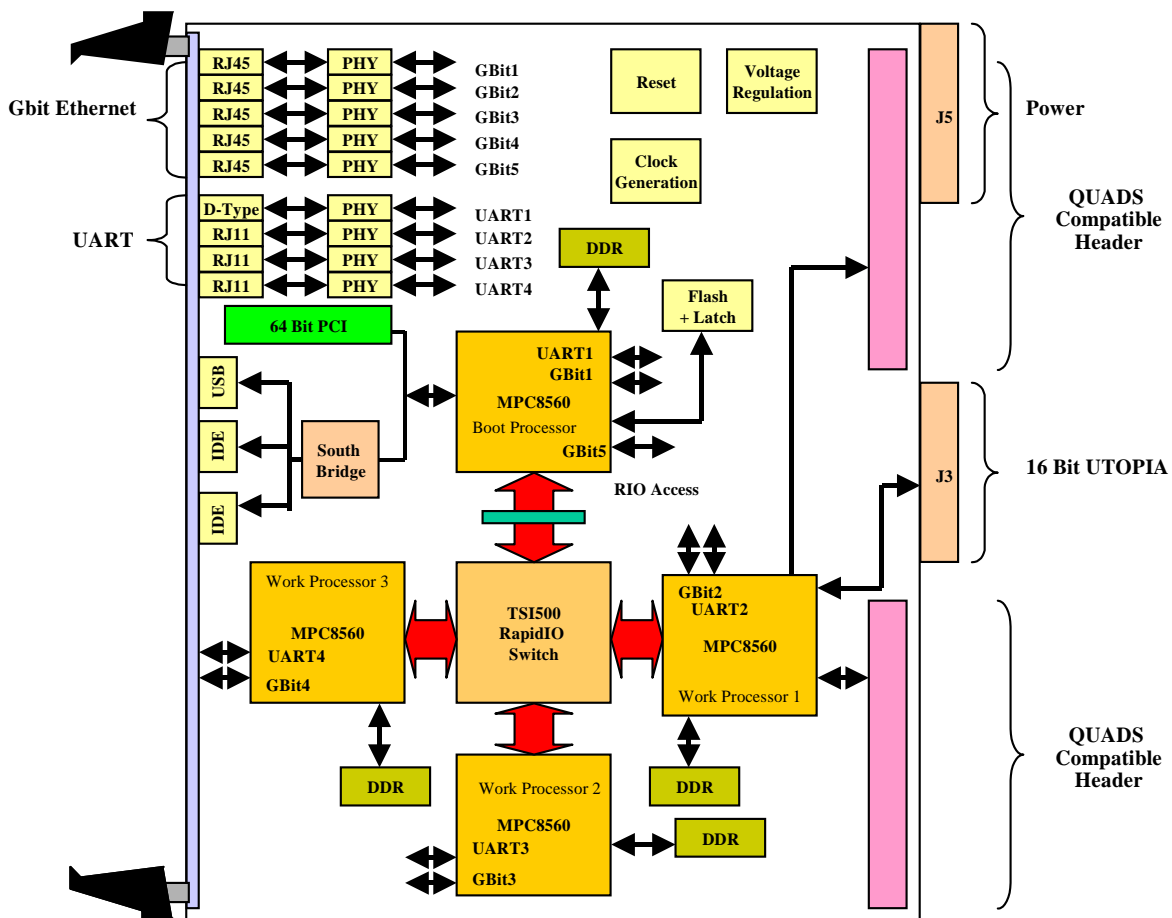 Gbit Ethernet
RJ45 PHY GBit1
RJ45 PHY GBit2
RJ45 PHY GBit3
RJ45 PHY GBit4
RJ45 PHY GBit5
UART
D-Type PHY UART1
RJ11 PHY UART2
RJ11 PHY UART3
RJ11 PHY UART4
Reset
Voltage
Regulation
Clock
Generation
J5
Power
QUADS
Compatible
Header
DDR
Flash
+ Latch
64 Bit PCI
USB
IDE
IDE
South
Bridge
UART1
GBit1
MPC8560
Boot Processor
GBit5
RIO Access
J3
16 Bit UTOPIA
Work Processor 3
MPC8560
UART4
GBit4
TSI500
RapidIO
Switch
GBit2
UART2
MPC8560
Work Processor 1
DDR
Work Processor 2
MPC8560
UART3
GBit3
DDR
DDR
QUADS
Compatible
Header